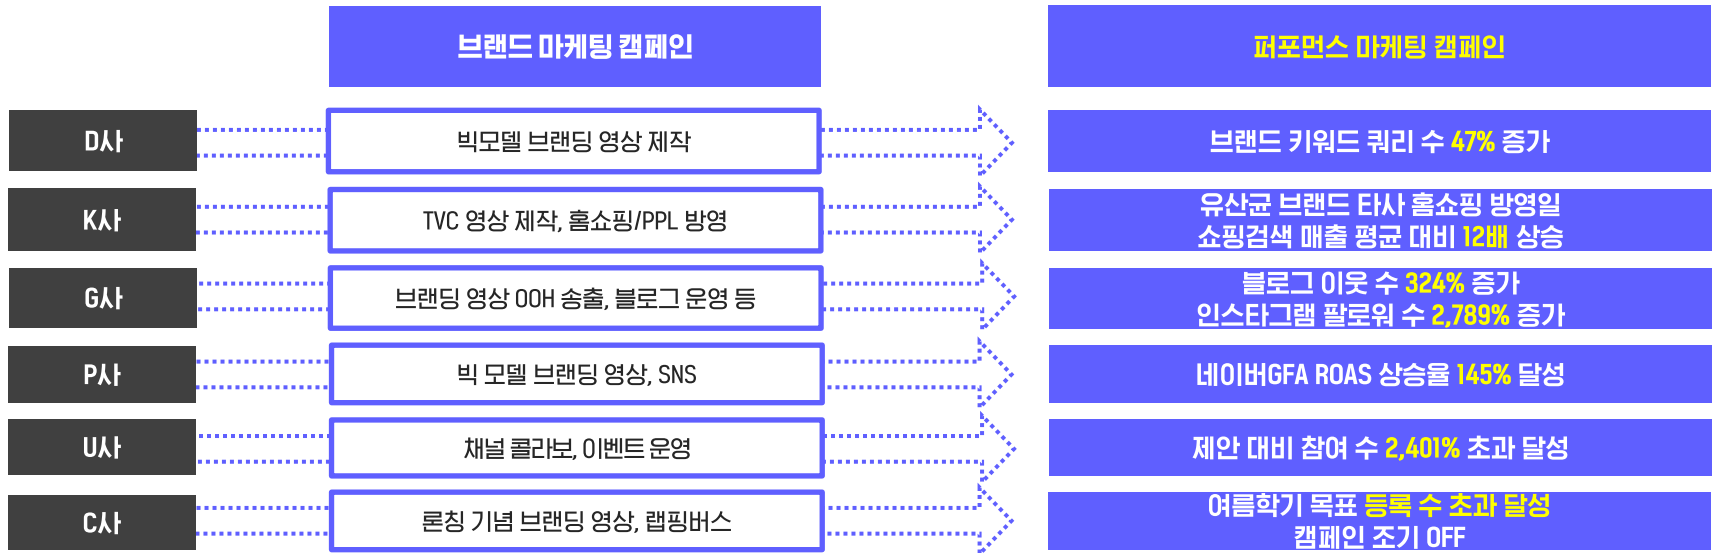 브랜드 마케팅 캠페인
퍼포먼스 마케팅 캠페인
D사
빅모델 브랜딩 영상 제작
브랜드 키워드 쿼리 수 47% 증가
K사
TVC 영상 제작, 홈쇼핑/PPL 방영
유산균 브랜드 타사 홈쇼핑 방영일
쇼핑검색 매출 평균 대비 12배 상승
G사
브랜딩 영상 OOH 송출, 블로그 운영 등
블로그 이웃 수 324% 증가
인스타그램 팔로워 수 2,789% 증가
P사
빅 모델 브랜딩 영상, SNS
네이버GFA ROAS 상승율 145% 달성
U사
채널 콜라보, 이벤트 운영
제안 대비 참여 수 2,401% 초과 달성
C사
론칭 기념 브랜딩 영상, 랩핑버스
여름학기 목표 등록 수 초과 달성
캠페인 조기 OFF